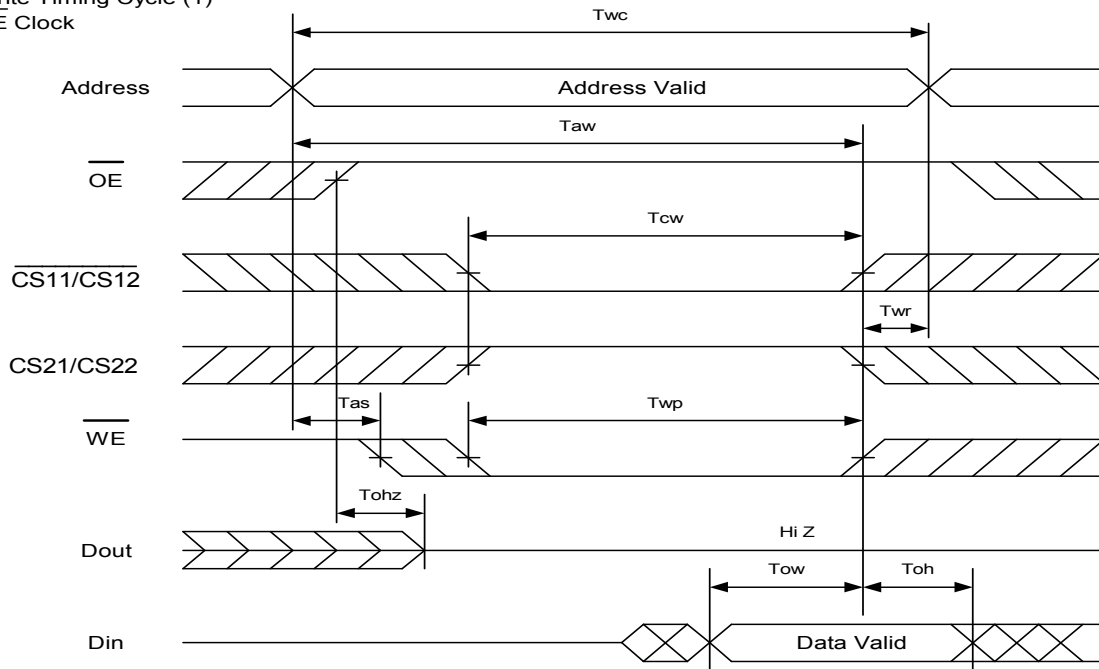 E Clock
Twc
Address
Address Valid
Taw
OE
Tcw
CS11/CS12
Twr
CS21/CS22
Tas
Twp
WE
Tohz
Dout
Hi Z
Tow
Toh
Din
Data Valid